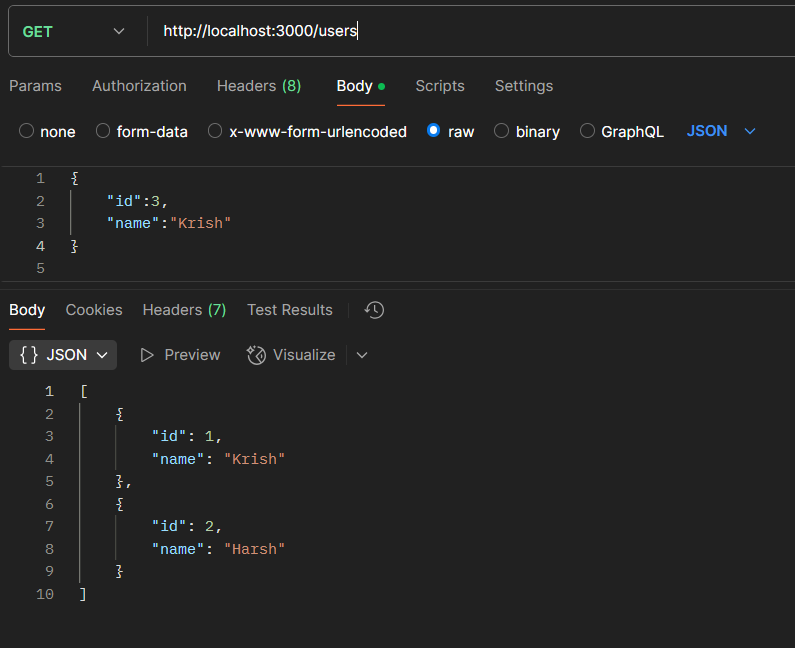 GET http://localhost:3000/users
Params Authorization Headers (8) Body Scripts Settings
none form-data x-www-form-urlencoded raw binary GraphQL JSON
1 {
2 "id":3,
3 "name":"Krish"
4 }
5
Body Cookies Headers (7) Test Results
{} JSON Preview Visualize
1 [
2 {
3 "id": 1,
4 "name": "Krish"
5 },
6 {
7 "id": 2,
8 "name": "Harsh"
9 }
10 ]